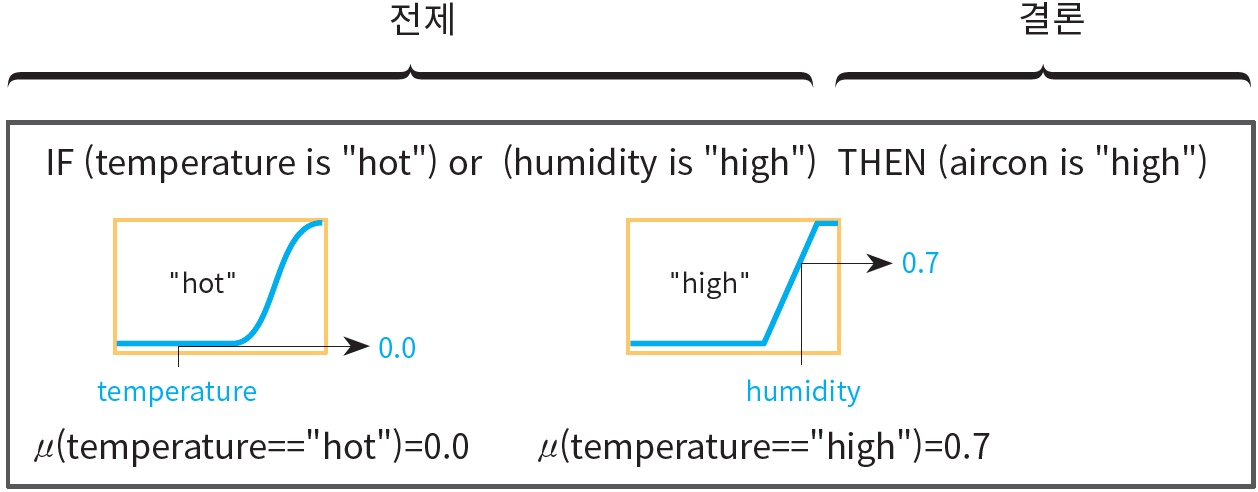 전제
결론
IF (temperature is "hot") or (humidity is "high") THEN (aircon is "high")
"hot"
0.0
temperature
"high"
0.7
humidity
μ(temperature=="hot")=0.0
μ(temperature=="high")=0.7